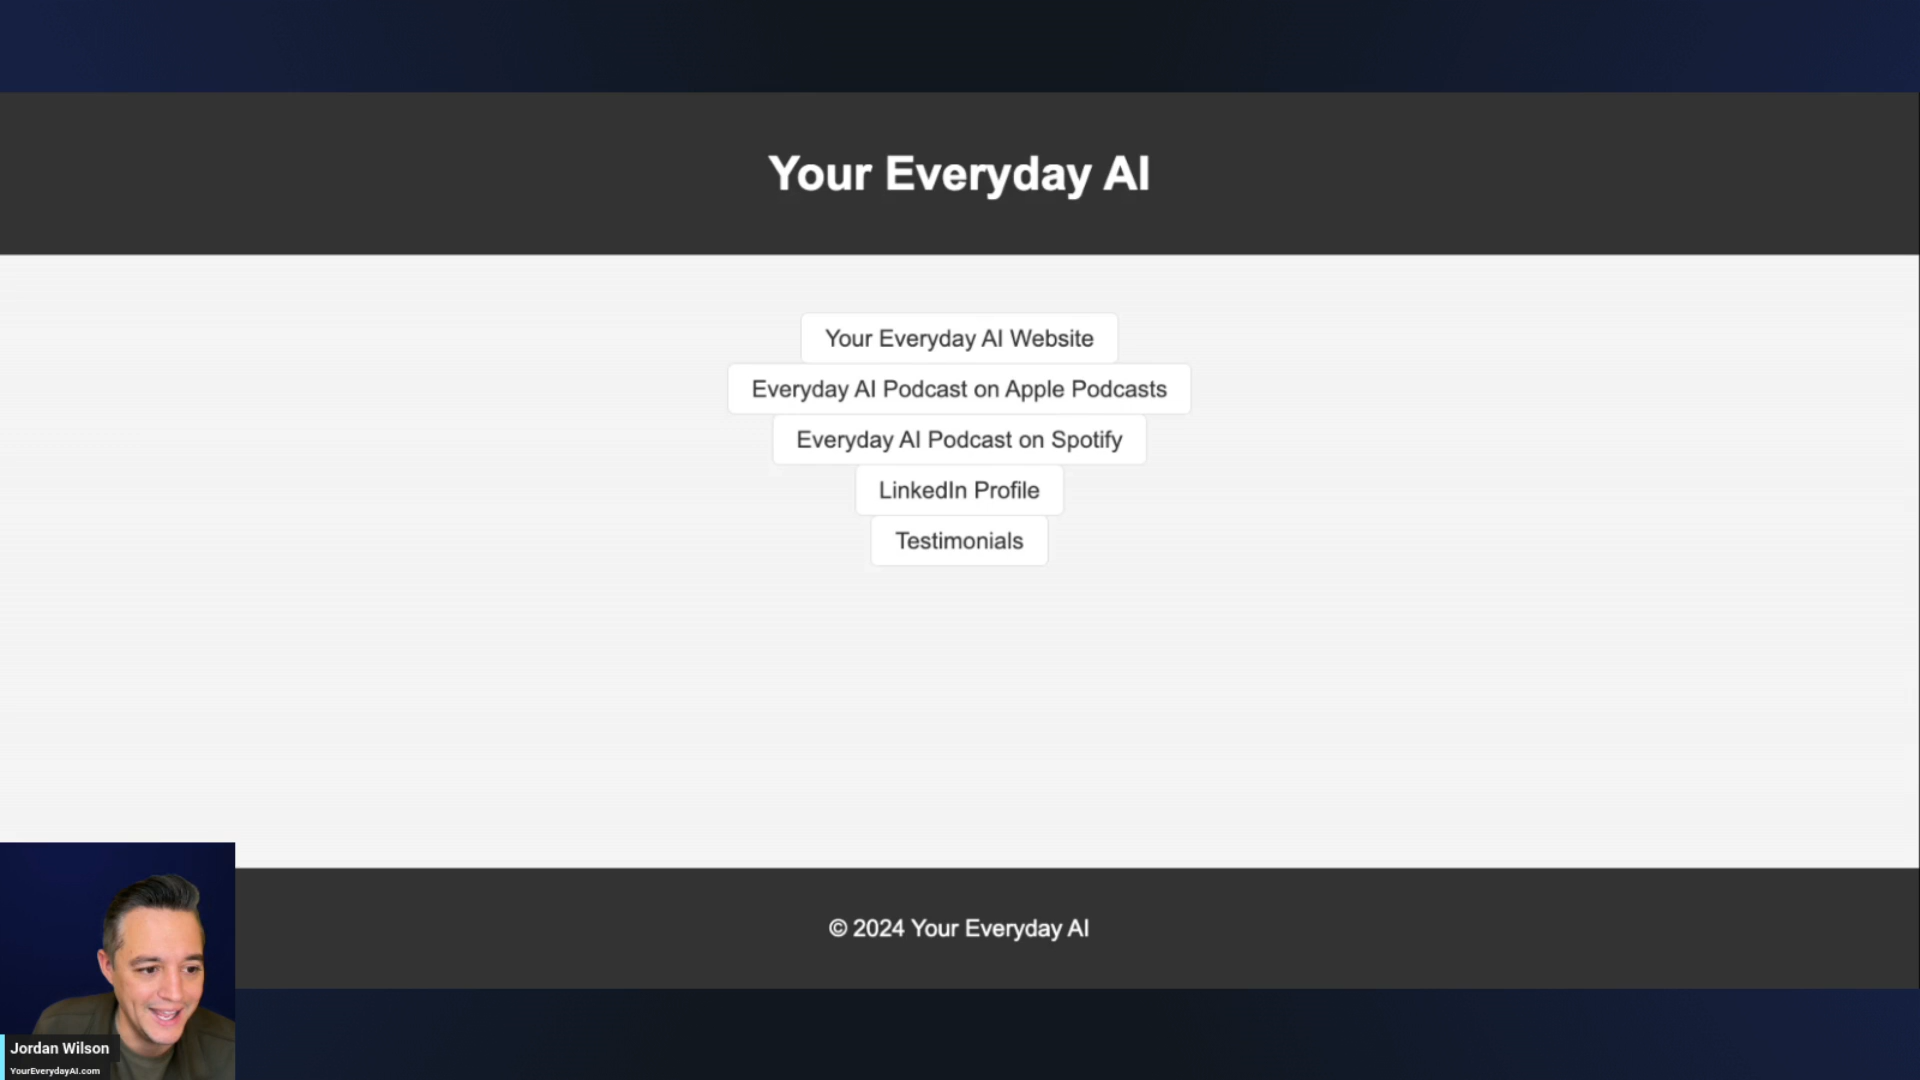 Your Everyday AI
Your Everyday AI Website
Everyday AI Podcast on Apple Podcasts
Everyday AI Podcast on Spotify
LinkedIn Profile
Testimonials
© 2024 Your Everyday AI
Jordan Wilson
YourEverydayAI.com